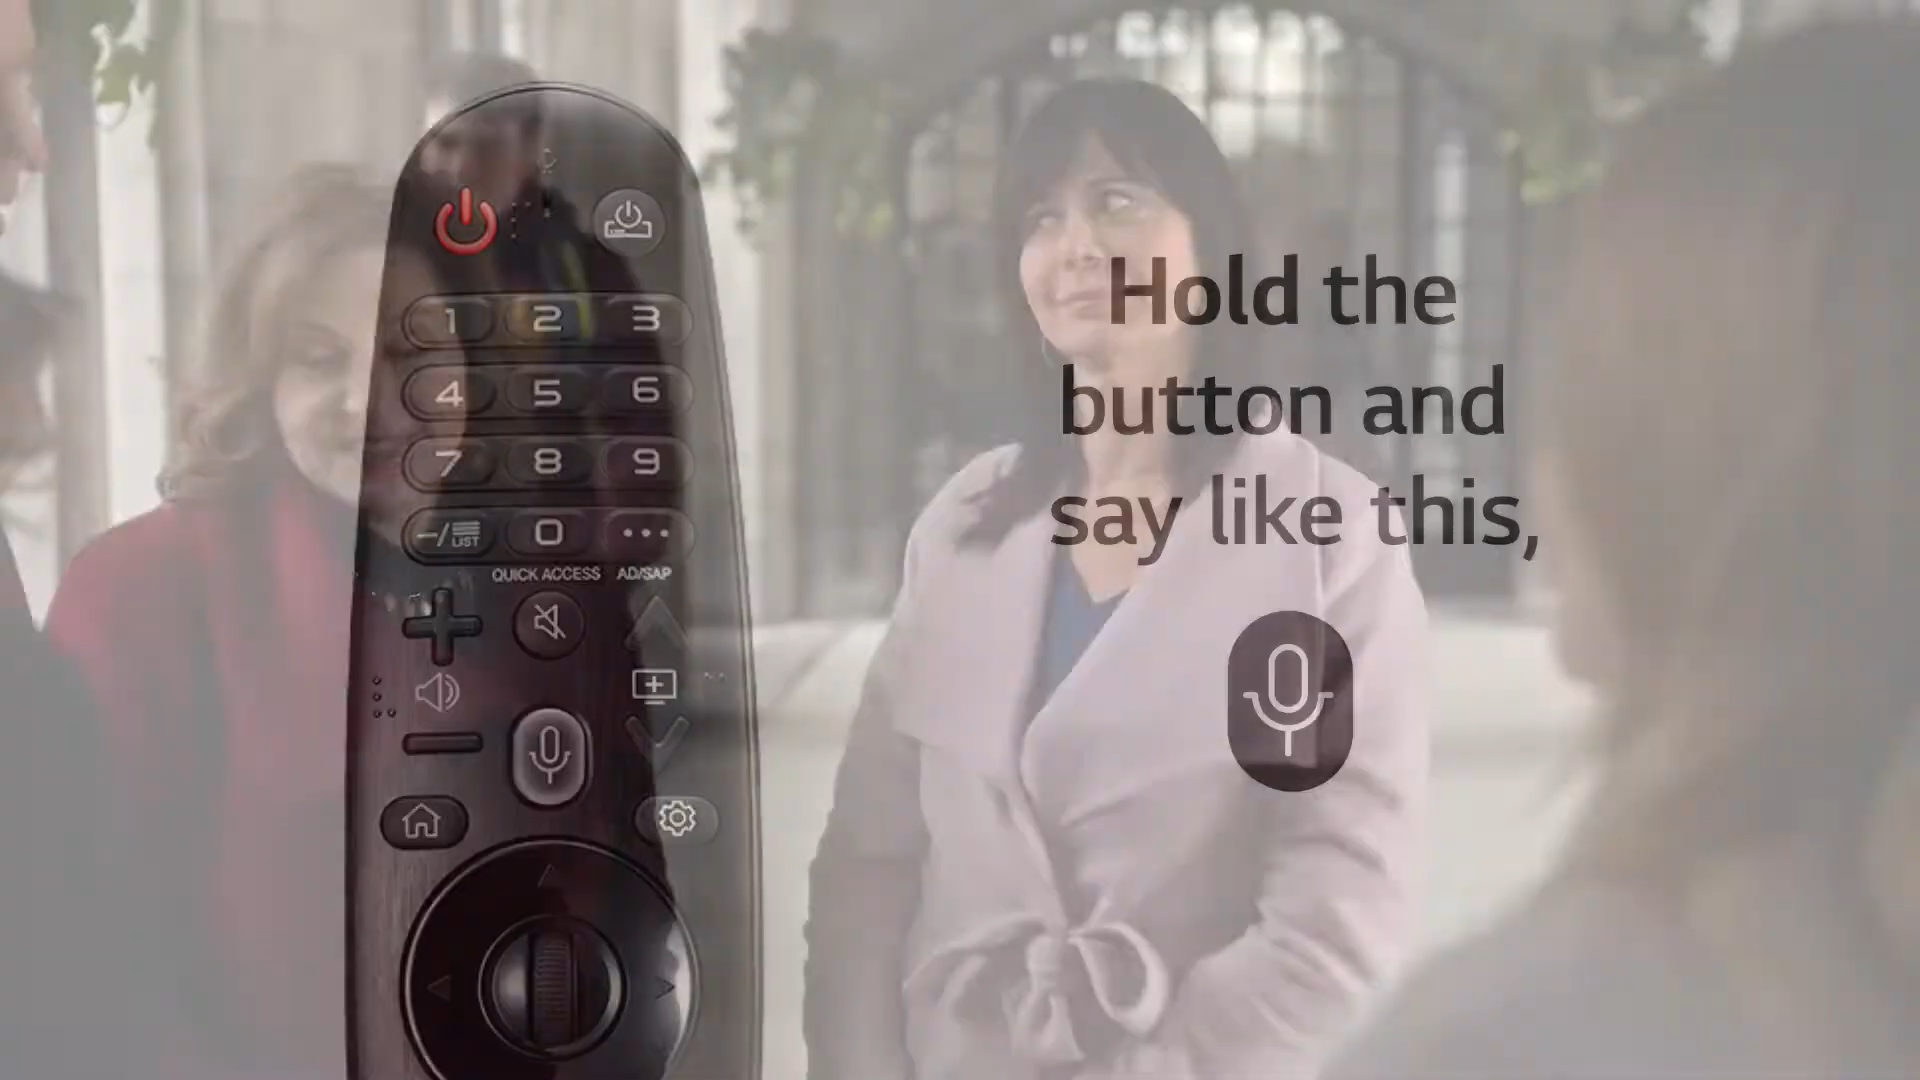 1 2 3
4 5 6
7 8 9
-/LIST 0 •••
QUICK ACCESS AD/SAP
Hold the
button and
say like this,